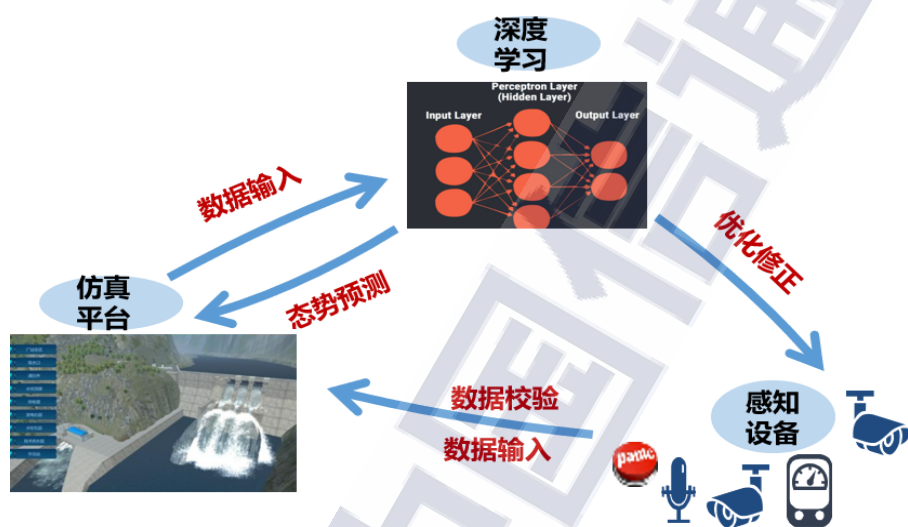 深度
学习
Perceptron Layer
(Hidden Layer)
Input Layer
Output Layer
数据输入
优化修正
态势预测
仿真
平台
数据校验
数据输入
感知
设备
panic